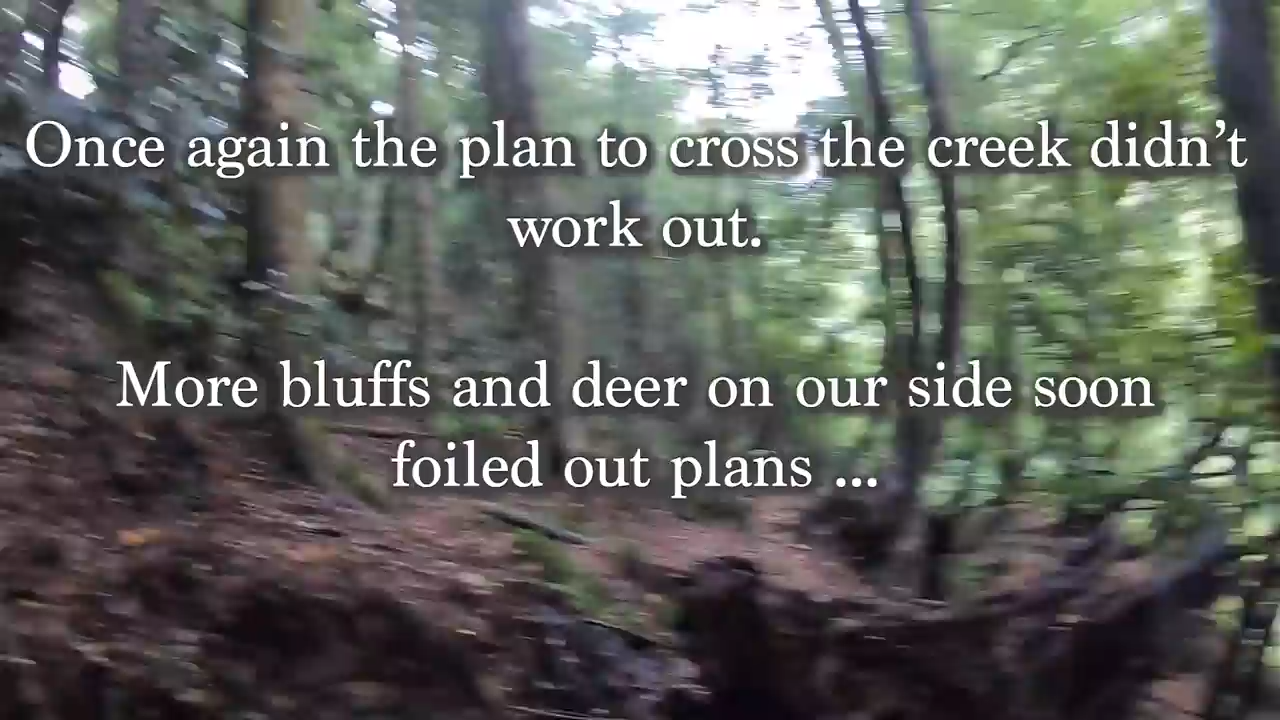 Once again the plan to cross the creek didn’t
work out.
More bluffs and deer on our side soon
foiled out plans ...